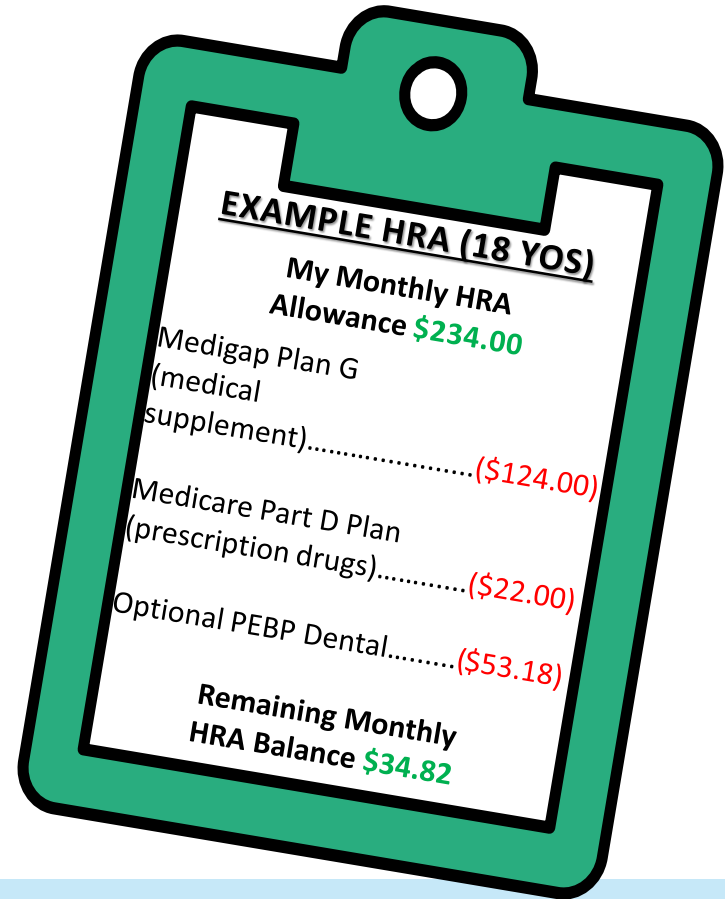 EXAMPLE HRA (18 YOS)
My Monthly HRA
Allowance $234.00
Medigap Plan G
(medical
supplement)......................($124.00)
Medicare Part D Plan
(prescription drugs)............($22.00)
Optional PEBP Dental.........($53.18)
Remaining Monthly
HRA Balance $34.82